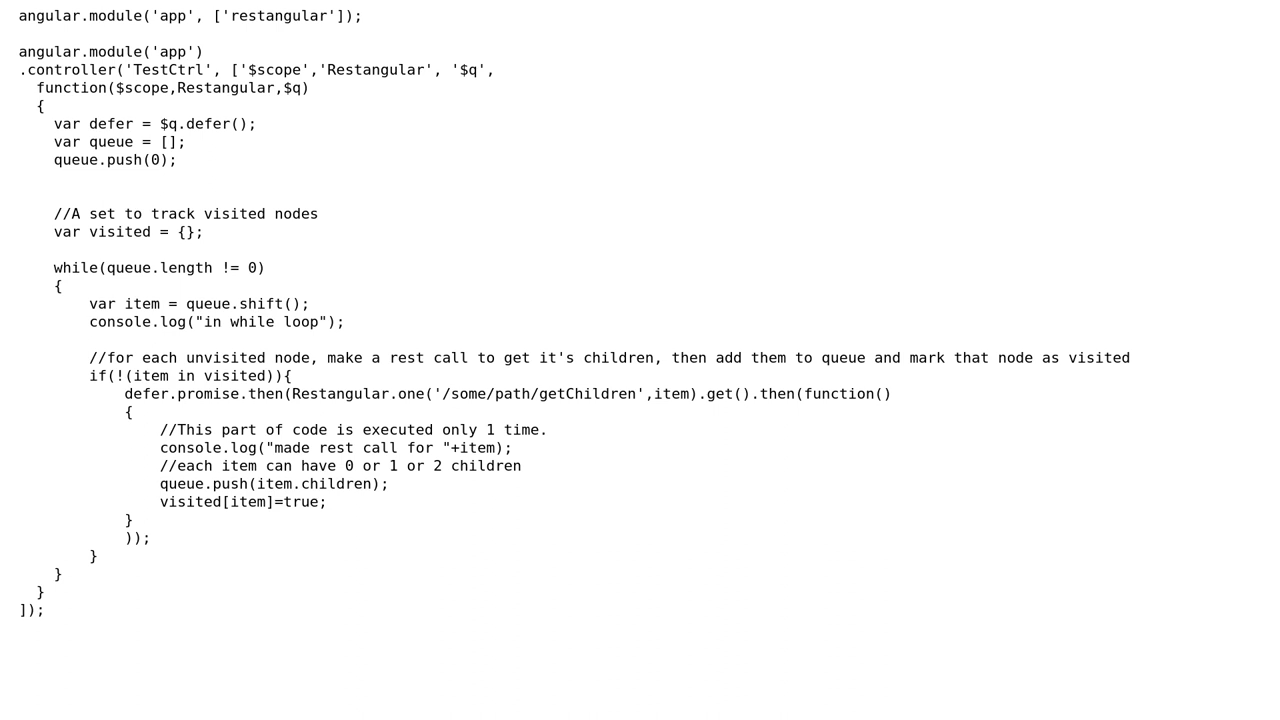 angular.module('app', ['restangular']);
angular.module('app')
.controller('TestCtrl', ['$scope','Restangular', '$q',
function($scope,Restangular,$q)
{
var defer = $q.defer();
var queue = [];
queue.push(0);
//A set to track visited nodes
var visited = {};
while(queue.length != 0)
{
var item = queue.shift();
console.log("in while loop");
//for each unvisited node, make a rest call to get it's children, then add them to queue and mark that node as visited
if(!(item in visited)){
defer.promise.then(Restangular.one('/some/path/getChildren',item).get().then(function()
{
//This part of code is executed only 1 time.
console.log("made rest call for "+item);
//each item can have 0 or 1 or 2 children
queue.push(item.children);
visited[item]=true;
}
));
}
}
}
]);